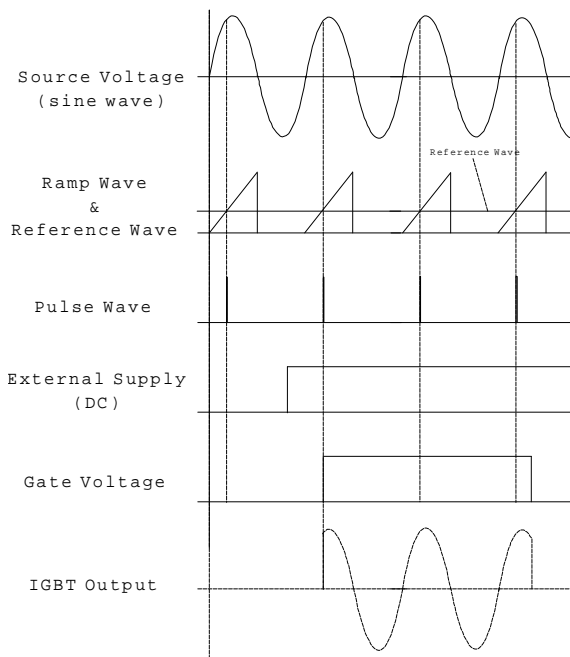 Source Voltage
(sine wave)
Reference Wave
Ramp Wave
&
Reference Wave
Pulse Wave
External Supply
(DC)
Gate Voltage
IGBT Output